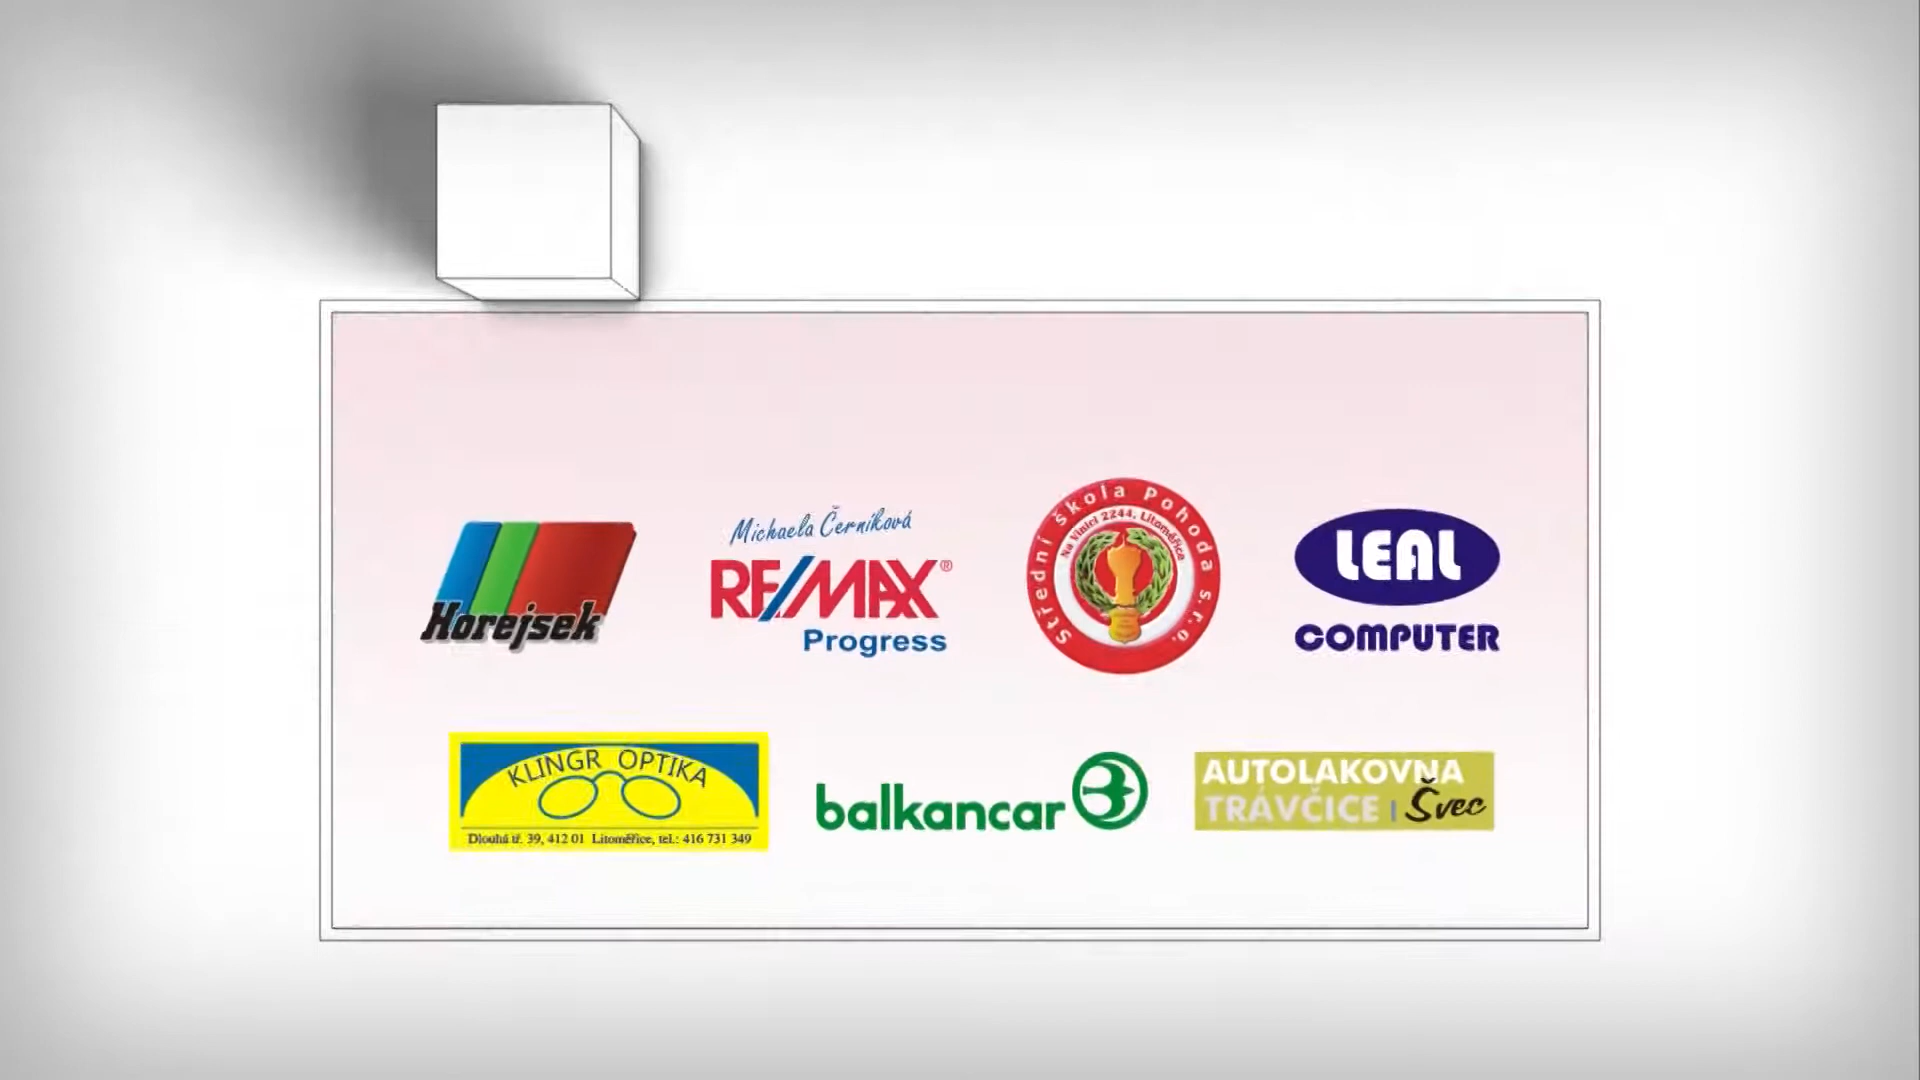 Horejsek
Michaela Černíková
RE/MAX®
Progress
Střední škola Pohoda s.r.o.
Na Vinici 2244, Litoměřice
LEAL
COMPUTER
KLINGR OPTIKA
Dlouhá tř. 39, 412 01 Litoměřice, tel.: 416 731 349
balkancar
AUTOLAKOVNA
TRÁVČICE | Švec